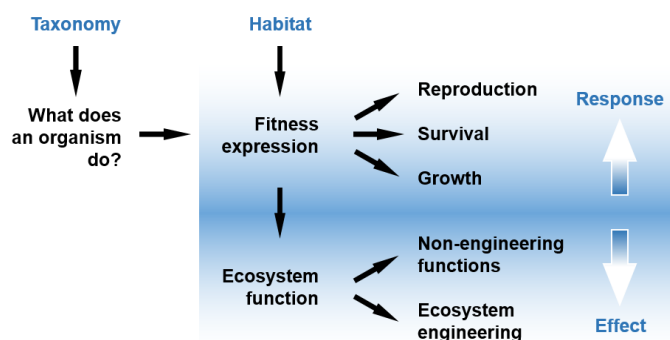 Taxonomy
Habitat
What does
an organism
do?
Fitness
expression
Reproduction
Survival
Growth
Response
Ecosystem
function
Non-engineering
functions
Ecosystem
engineering
Effect